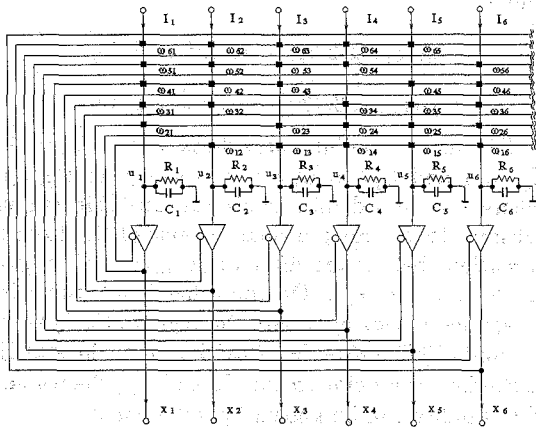 I1 I2 I3 I4 I5 I6
ω61 ω62 ω63 ω64 ω65
ω51 ω52 ω53 ω54 ω56
ω41 ω42 ω43 ω45 ω46
ω31 ω32 ω34 ω35 ω36
ω21 ω23 ω24 ω25 ω26
ω12 ω13 ω14 ω15 ω16
R1 R2 R3 R4 R5 R6
u1 u2 u3 u4 u5 u6
C1 C2 C3 C4 C5 C6
x1 x2 x3 x4 x5 x6